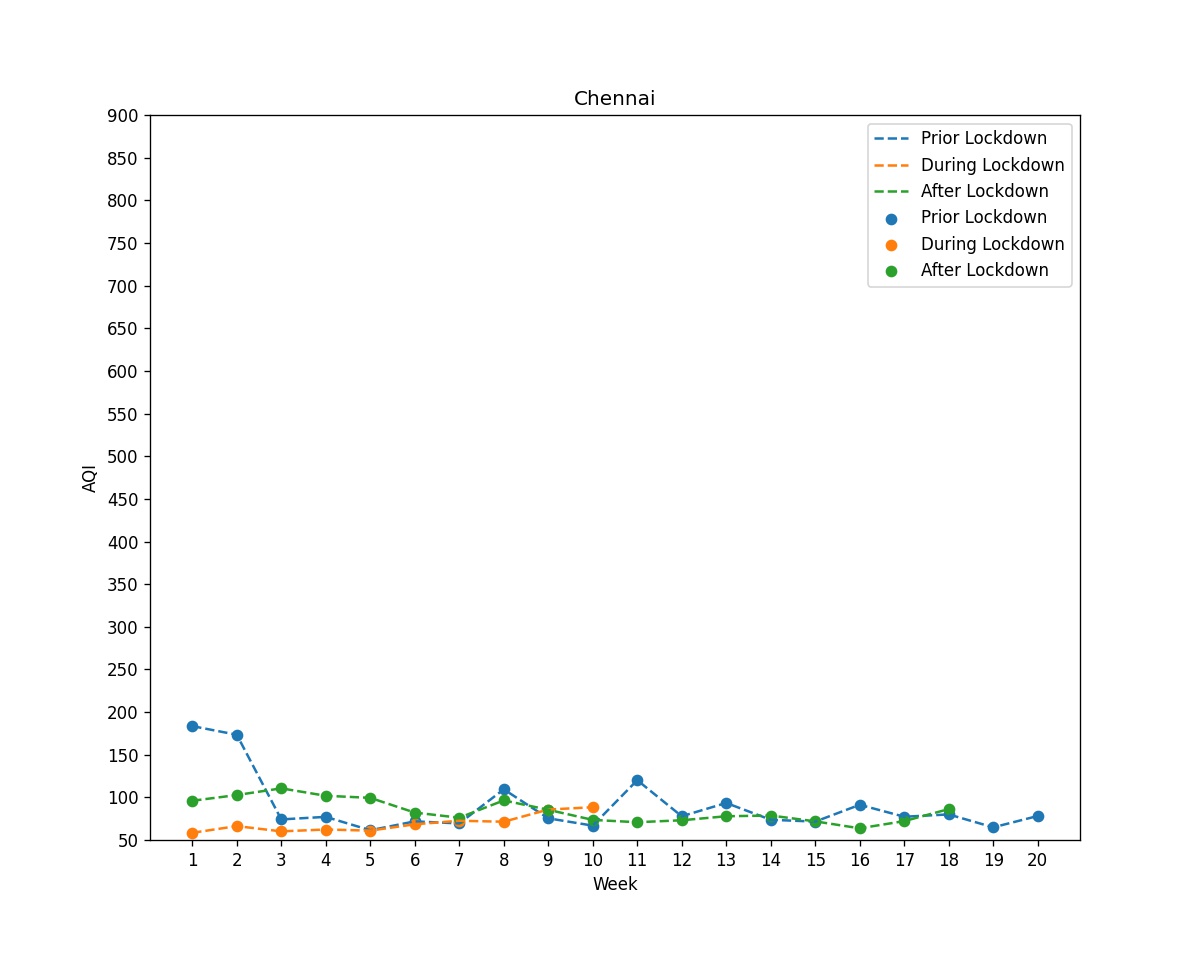 Chennai
900
850
800
750
700
650
600
550
500
450
400
350
300
250
200
150
100
50
AQI
Prior Lockdown
During Lockdown
After Lockdown
Prior Lockdown
During Lockdown
After Lockdown
1 2 3 4 5 6 7 8 9 10 11 12 13 14 15 16 17 18 19 20
Week